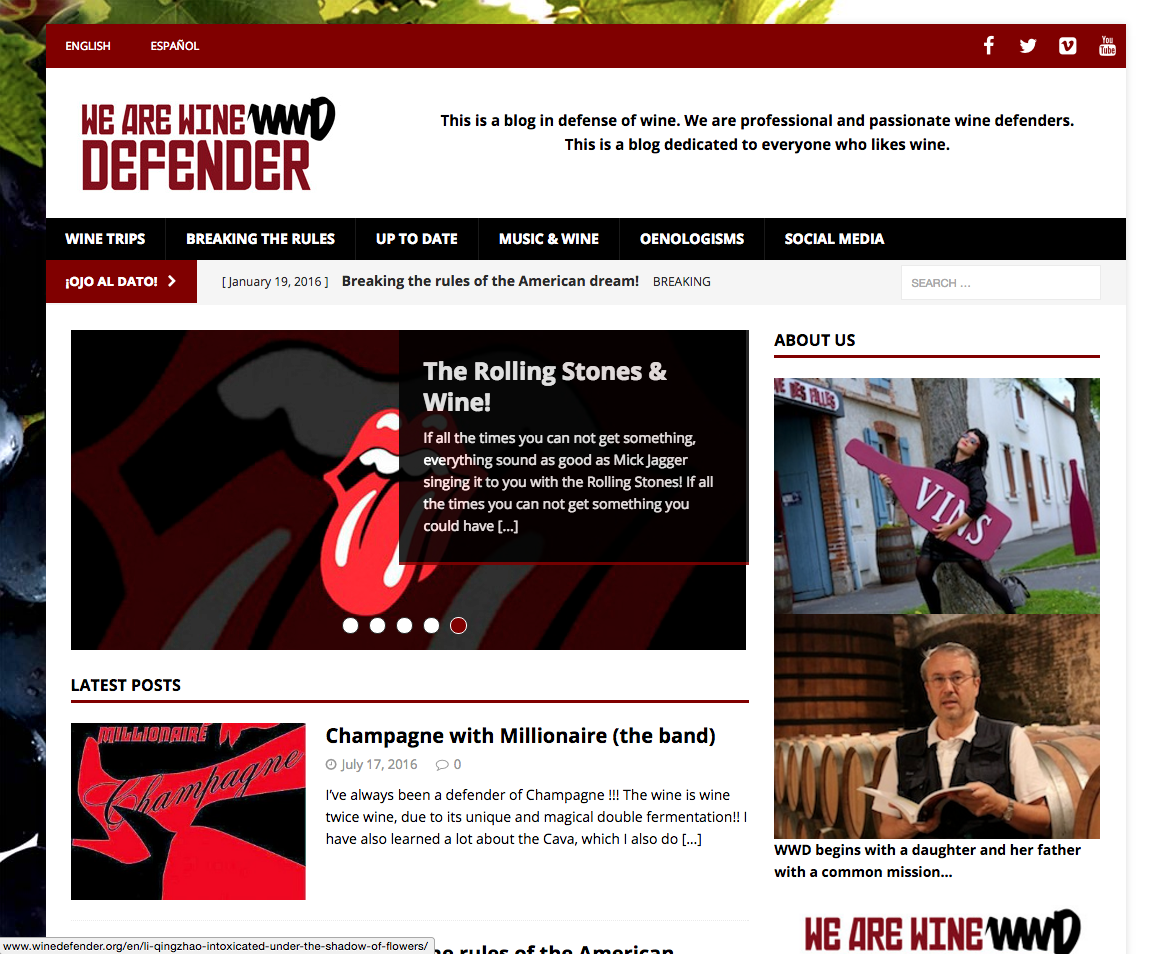 ENGLISH ESPAÑOL You Tube
WE ARE WINE WWD
DEFENDER
This is a blog in defense of wine. We are professional and passionate wine defenders.
This is a blog dedicated to everyone who likes wine.
WINE TRIPS BREAKING THE RULES UP TO DATE MUSIC & WINE OENOLOGISMS SOCIAL MEDIA
¡OJO AL DATO! [ January 19, 2016 ] Breaking the rules of the American dream! BREAKING SEARCH ...
The Rolling Stones &
Wine!
If all the times you can not get something,
everything sound as good as Mick Jagger
singing it to you with the Rolling Stones! If all
the times you can not get something you
could have [...]
ABOUT US
VINS
WWD begins with a daughter and her father
with a common mission...
WE ARE WINE WWD
LATEST POSTS
MILLIONAIRE
Champagne
Champagne with Millionaire (the band)
July 17, 2016 0
I've always been a defender of Champagne !!! The wine is wine
twice wine, due to its unique and magical double fermentation!! I
have also learned a lot about the Cava, which I also do [...]
rules of the American
www.winedefender.org/en/li-qingzhao-intoxicated-under-the-shadow-of-flowers/